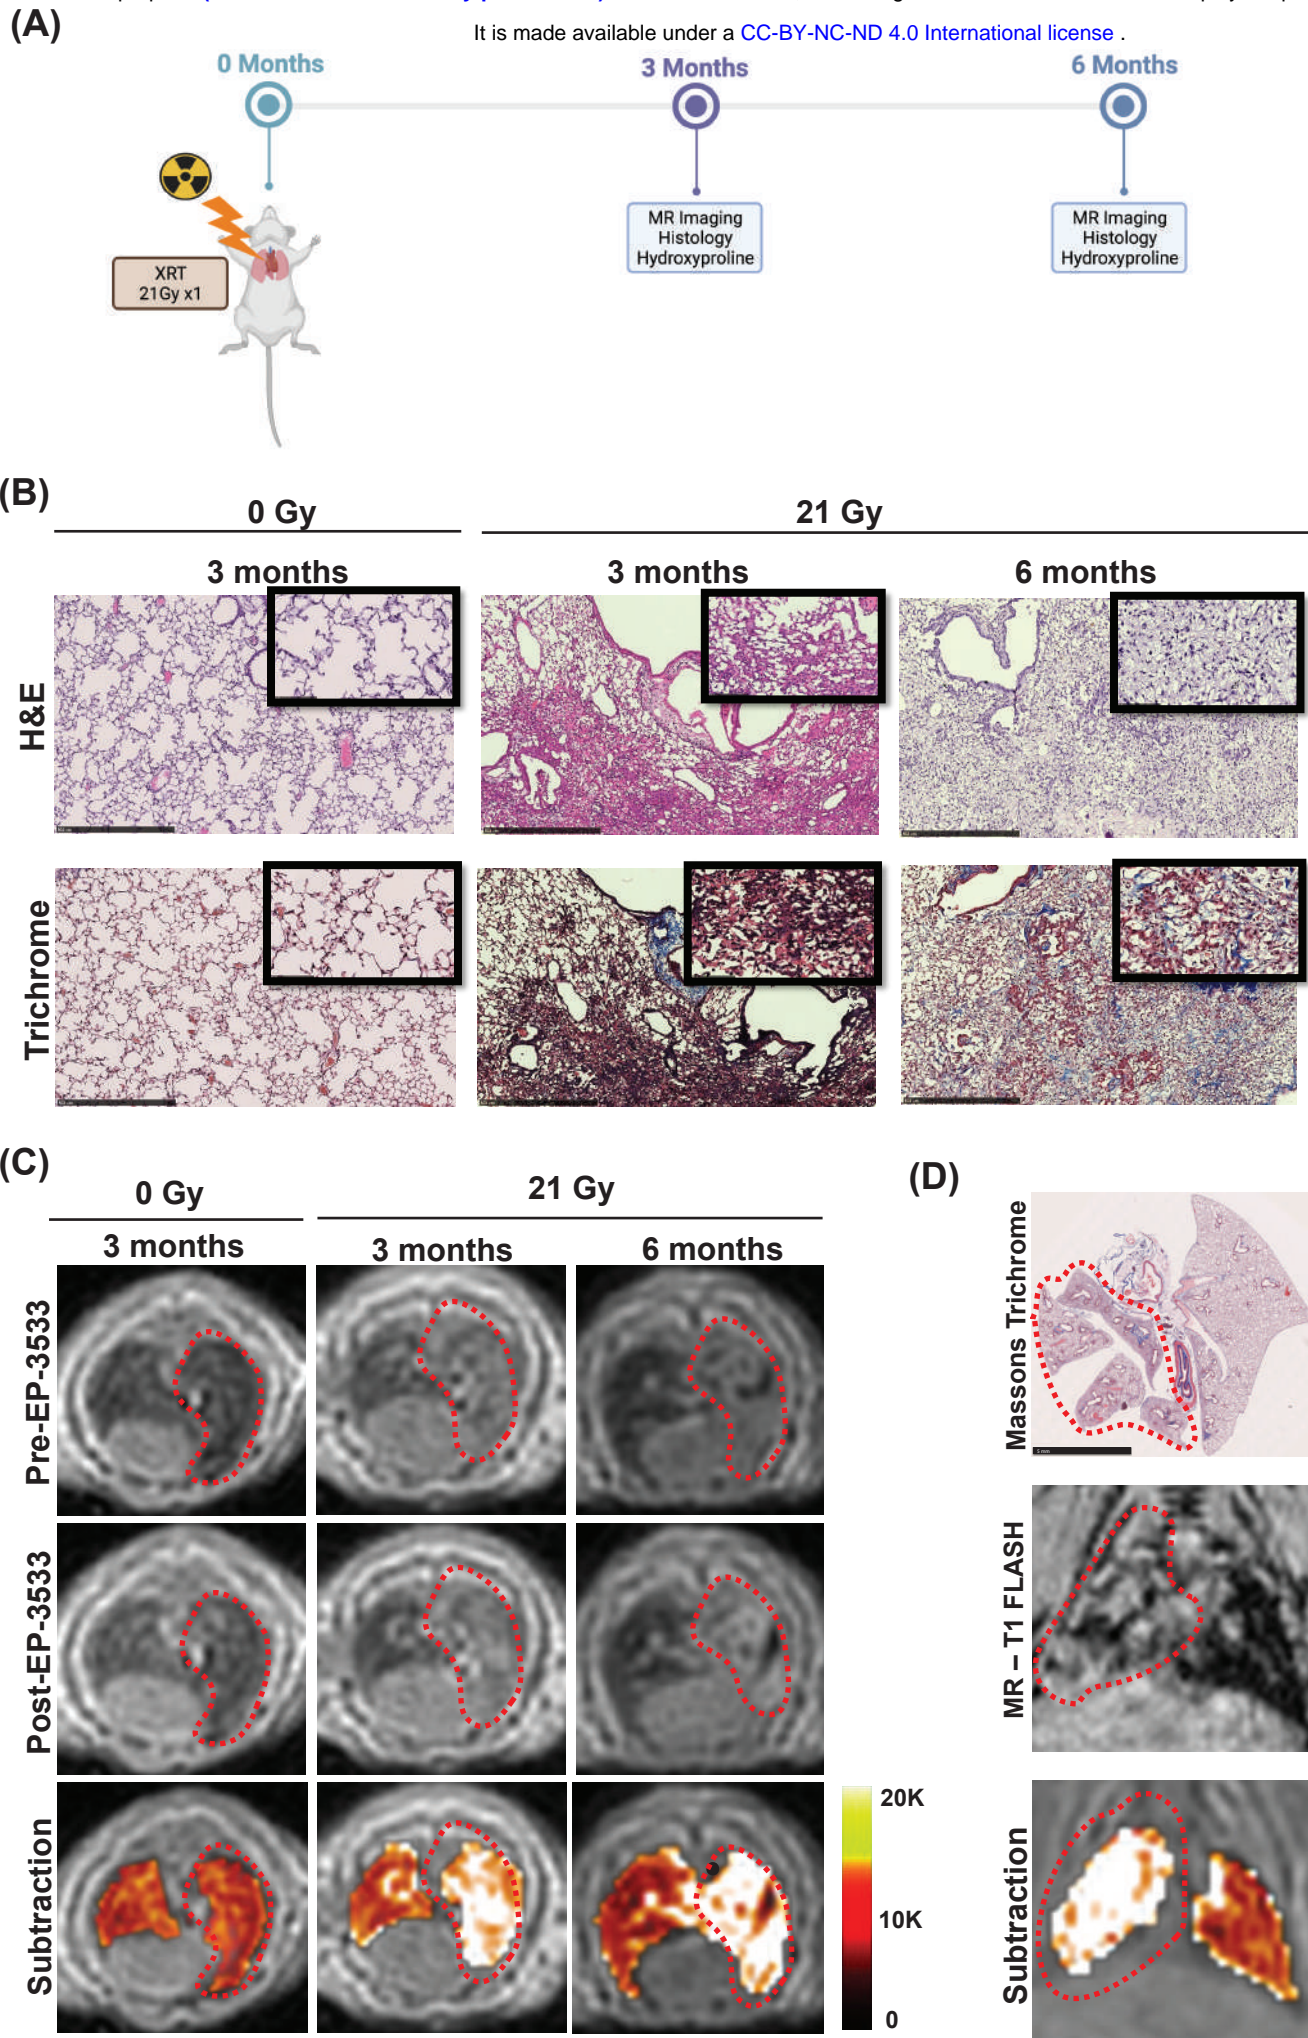 (A)
It is made available under a CC-BY-NC-ND 4.0 International license .
0 Months
3 Months
6 Months
XRT
21Gy x1
MR Imaging
Histology
Hydroxyproline
MR Imaging
Histology
Hydroxyproline
(B)
0 Gy
21 Gy
3 months
3 months
6 months
H&E
Trichrome
(C)
0 Gy
21 Gy
3 months
3 months
6 months
Pre-EP-3533
Post-EP-3533
Subtraction
20K
10K
0
(D)
Massons Trichrome
5 mm
MR – T1 FLASH
Subtraction